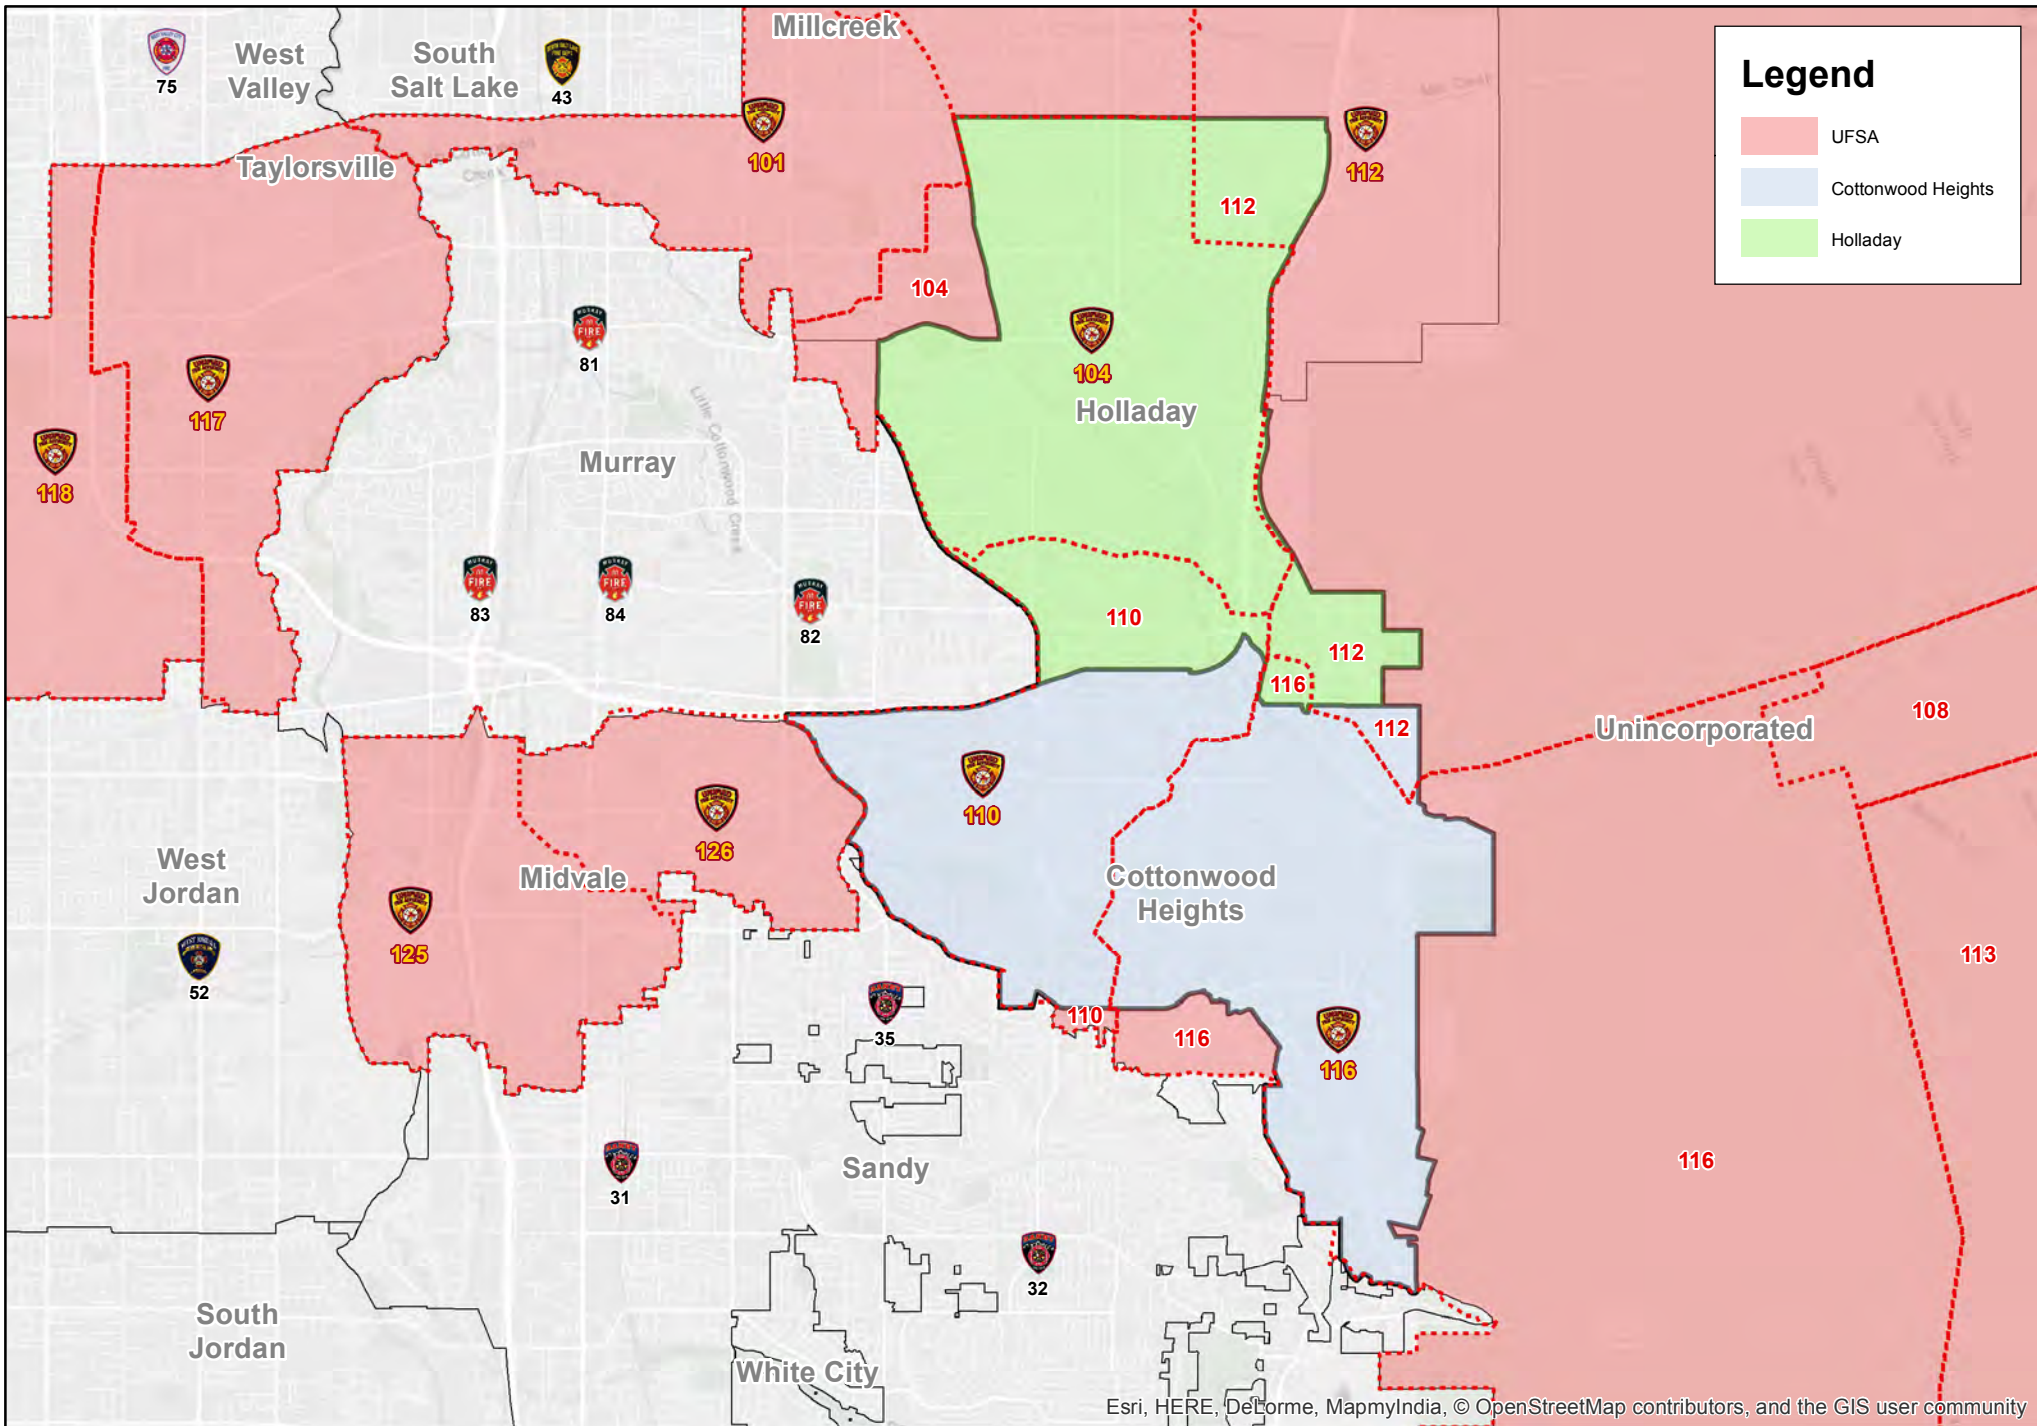 Millcreek
West
Valley
South
Salt Lake
75
43
Legend
UFSA
Cottonwood Heights
Holladay
101
112
Taylorsville
112
104
81
104
Holladay
117
Little Cottonwood Creek
Murray
118
83
84
82
110
112
116
112
108
Unincorporated
110
126
West
Jordan
Midvale
Cottonwood
Heights
125
113
52
35
110
116
116
116
31
Sandy
32
South
Jordan
White City
Esri, HERE, DeLorme, MapmyIndia, © OpenStreetMap contributors, and the GIS user community